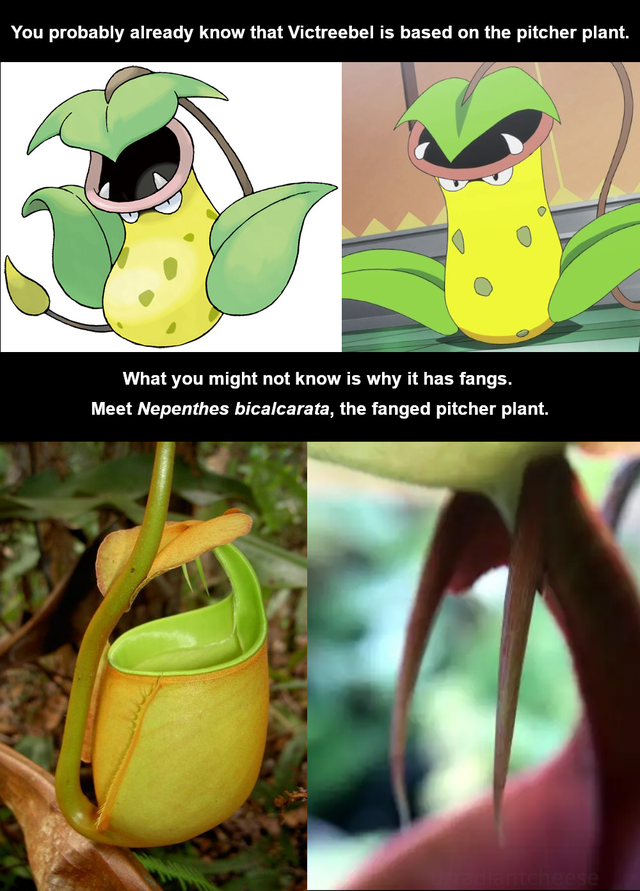 You probably already know that Victreebel is based on the pitcher plant.
What you might not know is why it has fangs.
Meet Nepenthes bicalcarata, the fanged pitcher plant.
radiantchesse